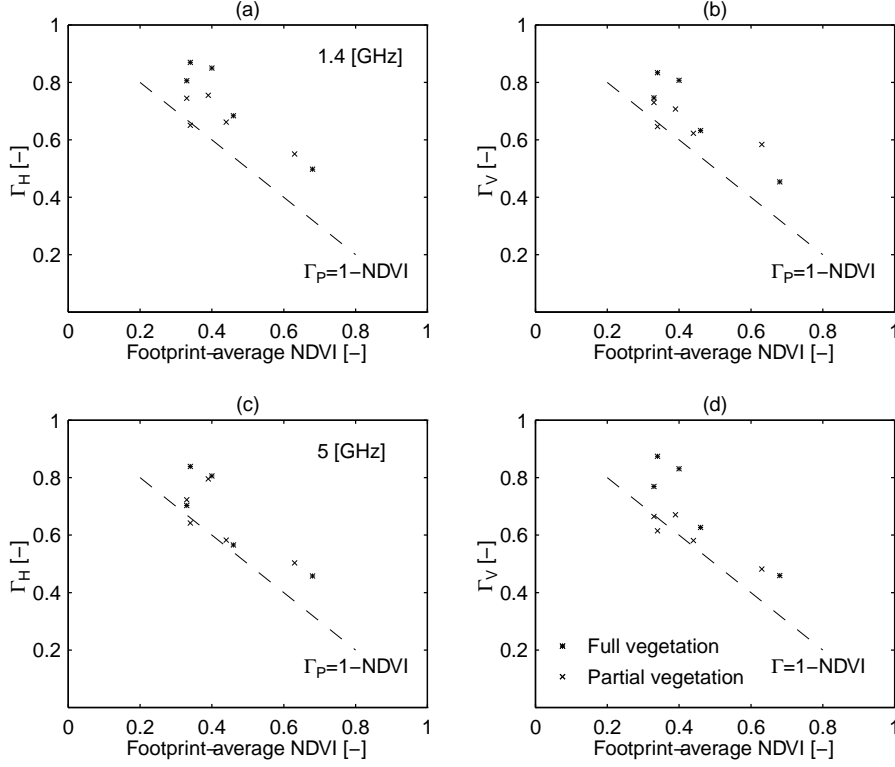 (a)
1.4 [GHz]
Γ_P=1−NDVI
Γ_H [−]
1
0.8
0.6
0.4
0.2
0 0.2 0.4 0.6 0.8 1
Footprint−average NDVI [−]
(b)
Γ_P=1−NDVI
Γ_V [−]
1
0.8
0.6
0.4
0.2
0 0.2 0.4 0.6 0.8 1
Footprint−average NDVI [−]
(c)
5 [GHz]
Γ_P=1−NDVI
Γ_H [−]
1
0.8
0.6
0.4
0.2
0 0.2 0.4 0.6 0.8 1
Footprint−average NDVI [−]
(d)
Full vegetation
Partial vegetation
Γ=1−NDVI
Γ_V [−]
1
0.8
0.6
0.4
0.2
0 0.2 0.4 0.6 0.8 1
Footprint−average NDVI [−]